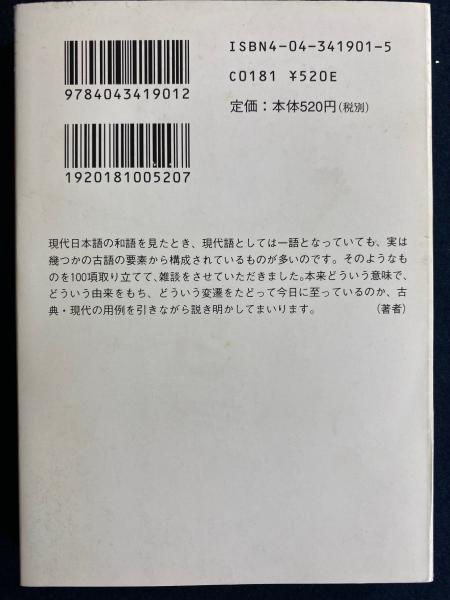 ISBN4-04-341901-5
C0181 ¥520E
定価：本体520円（税別）
9784043419012
1920181005207
現代日本語の和語を見たとき、現代語としては一語となっていても、実は
幾つかの古語の要素から構成されているものが多いのです。そのようなも
のを100項取り立てて、雑談をさせていただきました。本来どういう意味で、
どういう由来をもち、どういう変遷をたどって今日に至っているのか、古
典・現代の用例を引きながら説き明かしてまいります。　（著者）